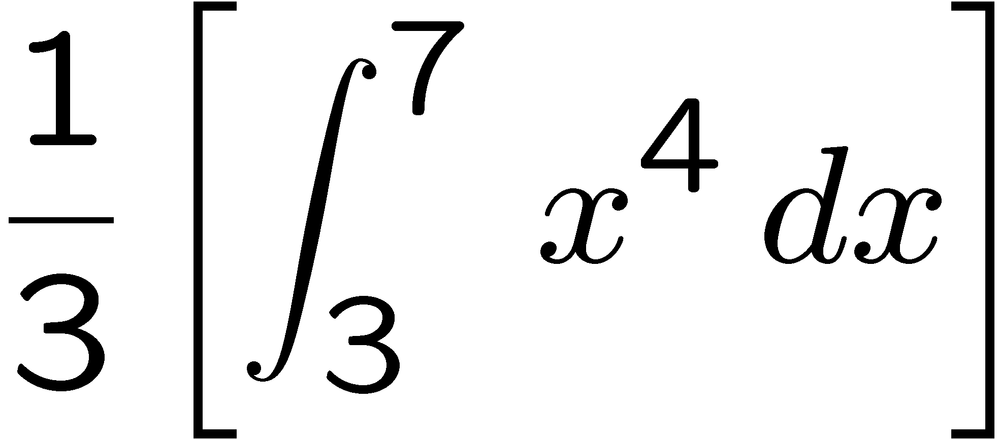 \frac{1}{3} \left[ \int_{3}^{7} x^4 dx \right]